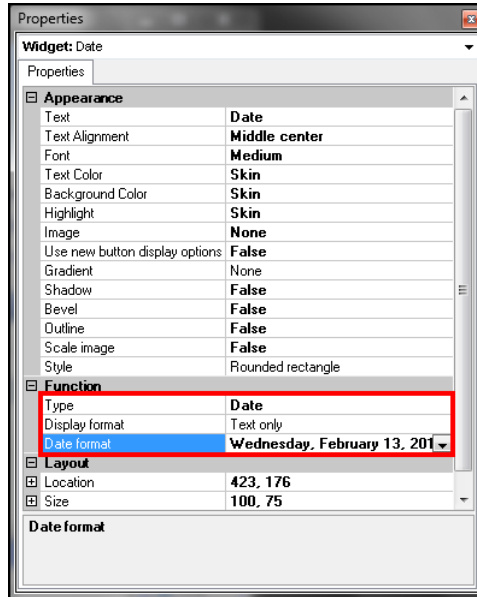 Properties
Widget: Date
Properties
Appearance
Text Date
Text Alignment Middle center
Font Medium
Text Color Skin
Background Color Skin
Highlight Skin
Image None
Use new button display options False
Gradient None
Shadow False
Bevel False
Outline False
Scale image False
Style Rounded rectangle
Function
Type Date
Display format Text only
Date format Wednesday, February 13, 201
Layout
Location 423, 176
Size 100, 75
Date format